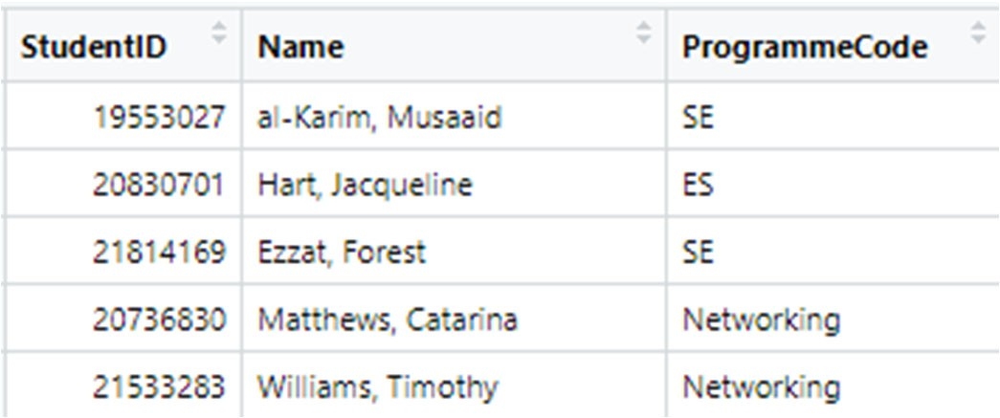 StudentID Name ProgrammeCode
19553027 al-Karim, Musaaid SE
20830701 Hart, Jacqueline ES
21814169 Ezzat, Forest SE
20736830 Matthews, Catarina Networking
21533283 Williams, Timothy Networking